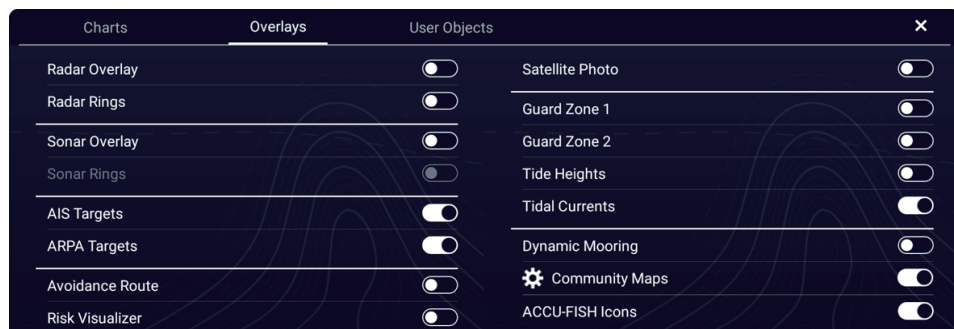 Charts
Overlays
User Objects
Radar Overlay
Radar Rings
Sonar Overlay
Sonar Rings
AIS Targets
ARPA Targets
Avoidance Route
Risk Visualizer
Satellite Photo
Guard Zone 1
Guard Zone 2
Tide Heights
Tidal Currents
Dynamic Mooring
Community Maps
ACCU-FISH Icons